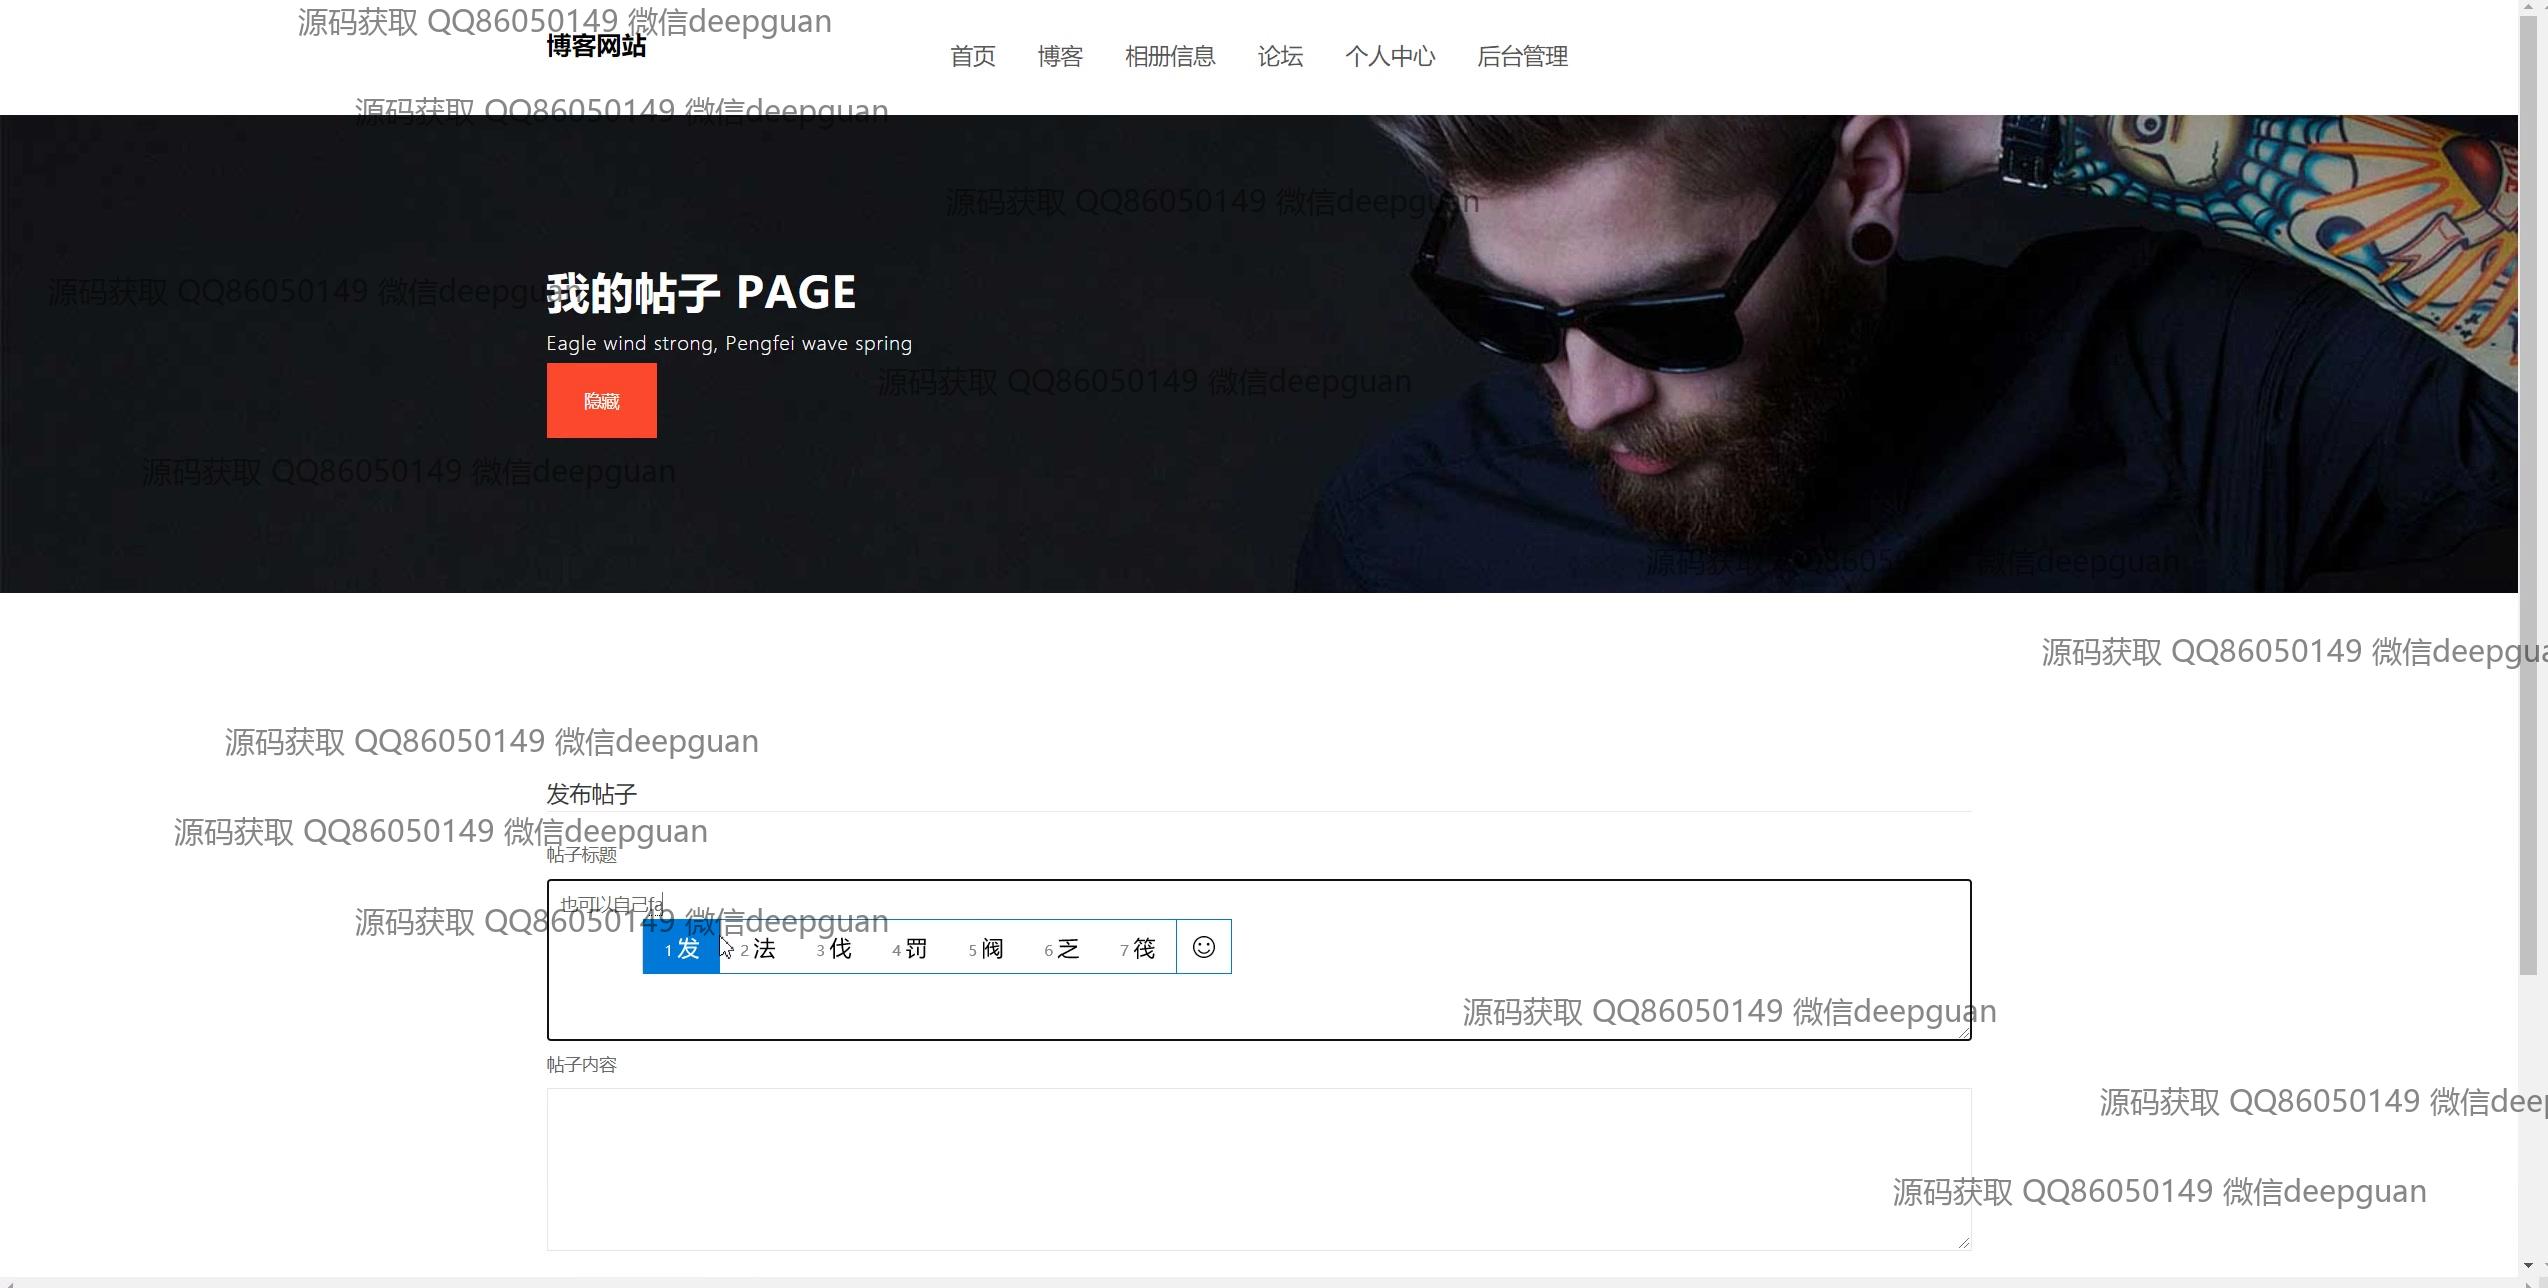 源码获取 QQ86050149 微信deepguan
博客网站
首页 博客 相册信息 论坛 个人中心 后台管理
源码获取 QQ86050149 微信deepguan
源码获取 QQ86050149 微信deepguan
我的帖子 PAGE
源码获取 QQ86050149 微信deepguan
Eagle wind strong, Pengfei wave spring
源码获取 QQ86050149 微信deepguan
隐藏
源码获取 QQ86050149 微信deepguan
源码获取 QQ86050149 微信deepguan
源码获取 QQ86050149 微信deepgua
源码获取 QQ86050149 微信deepguan
发布帖子
源码获取 QQ86050149 微信deepguan
帖子标题
也可以自己fa
源码获取 QQ86050149 微信deepguan
1 发 2 法 3 伐 4 罚 5 阀 6 乏 7 筏
源码获取 QQ86050149 微信deepguan
帖子内容
源码获取 QQ86050149 微信deep
源码获取 QQ86050149 微信deepguan